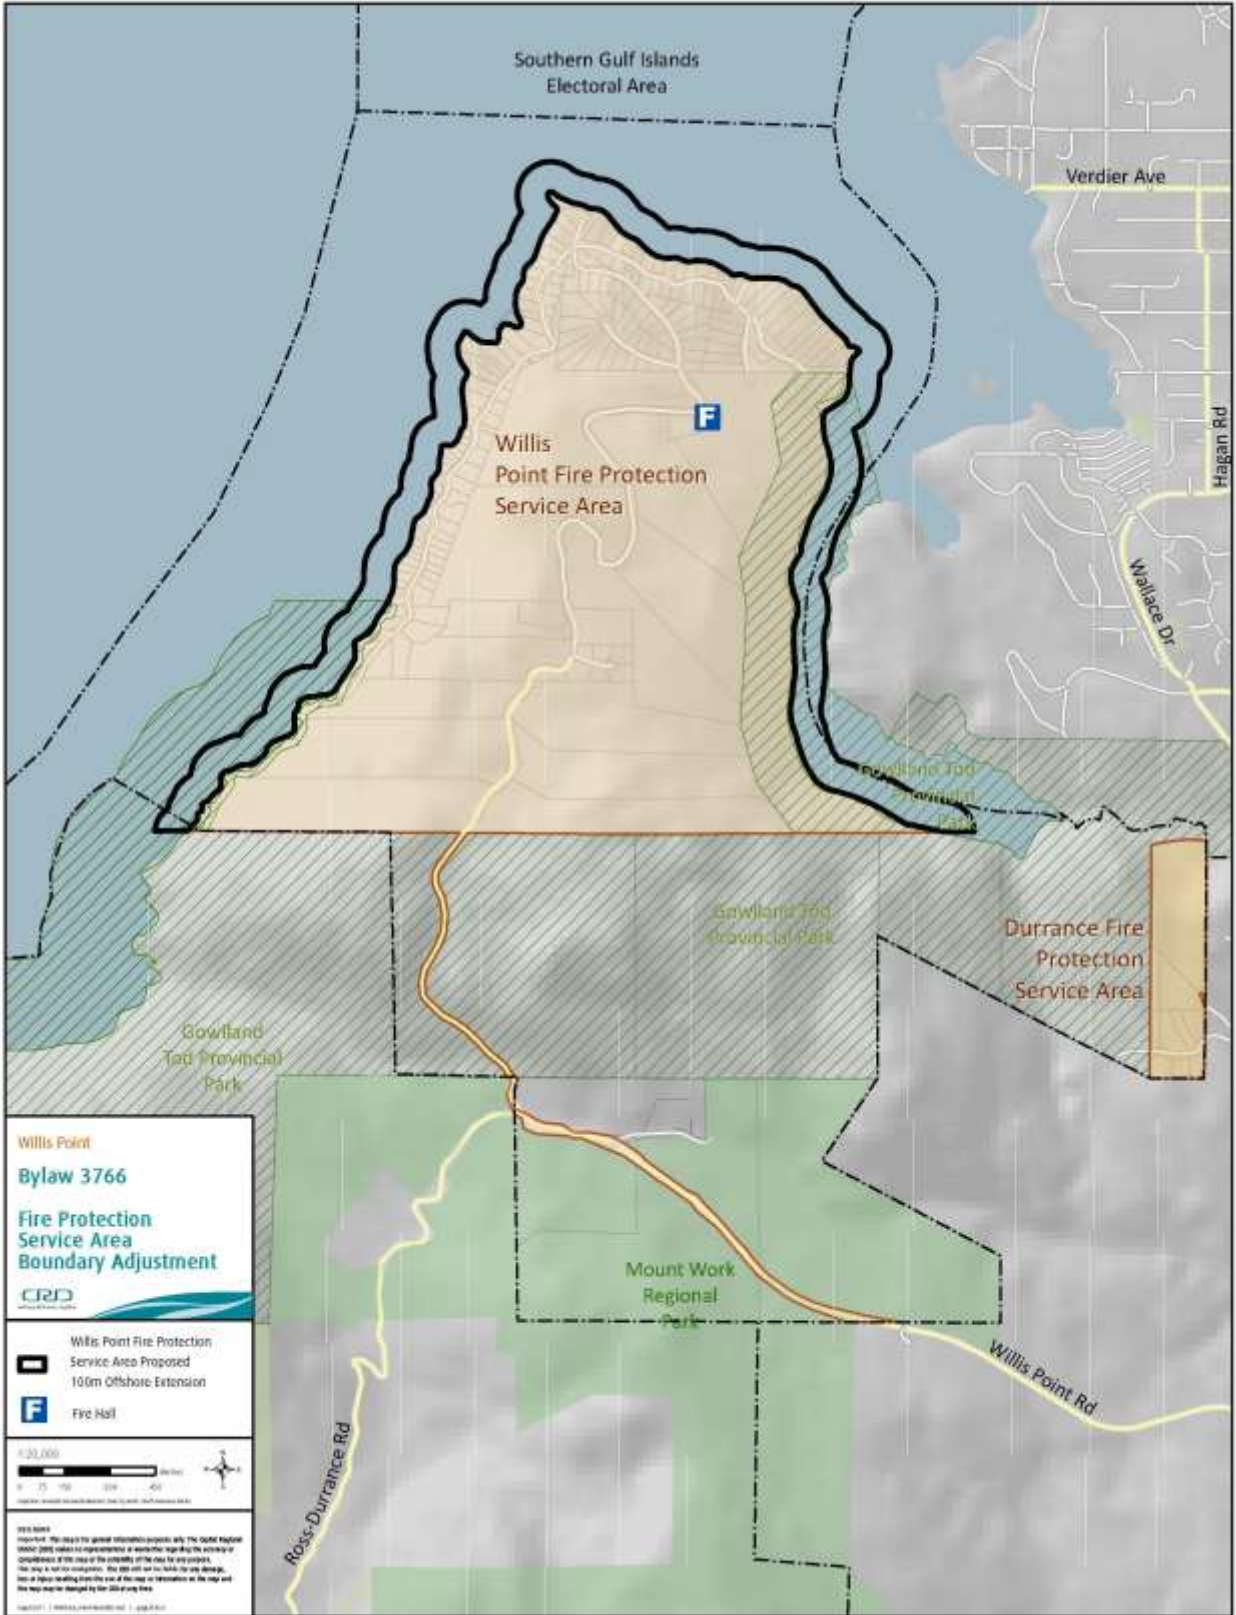 Southern Gulf Islands
Electoral Area
Verdier Ave
Hagan Rd
Willis
Point Fire Protection
Service Area
Wallace Dr
Gowlland Tod
Provincial
Park
Gowlland Tod
Provincial Park
Durrance Fire
Protection
Service Area
Gowlland
Tod Provincial
Park
Mount Work
Regional
Park
Willis Point Rd
Ross-Durrance Rd
Willis Point
Bylaw 3766
Fire Protection
Service Area
Boundary Adjustment
CRD
Willis Point Fire Protection
Service Area Proposed
100m Offshore Extension
F
Fire Hall
F
1:20,000